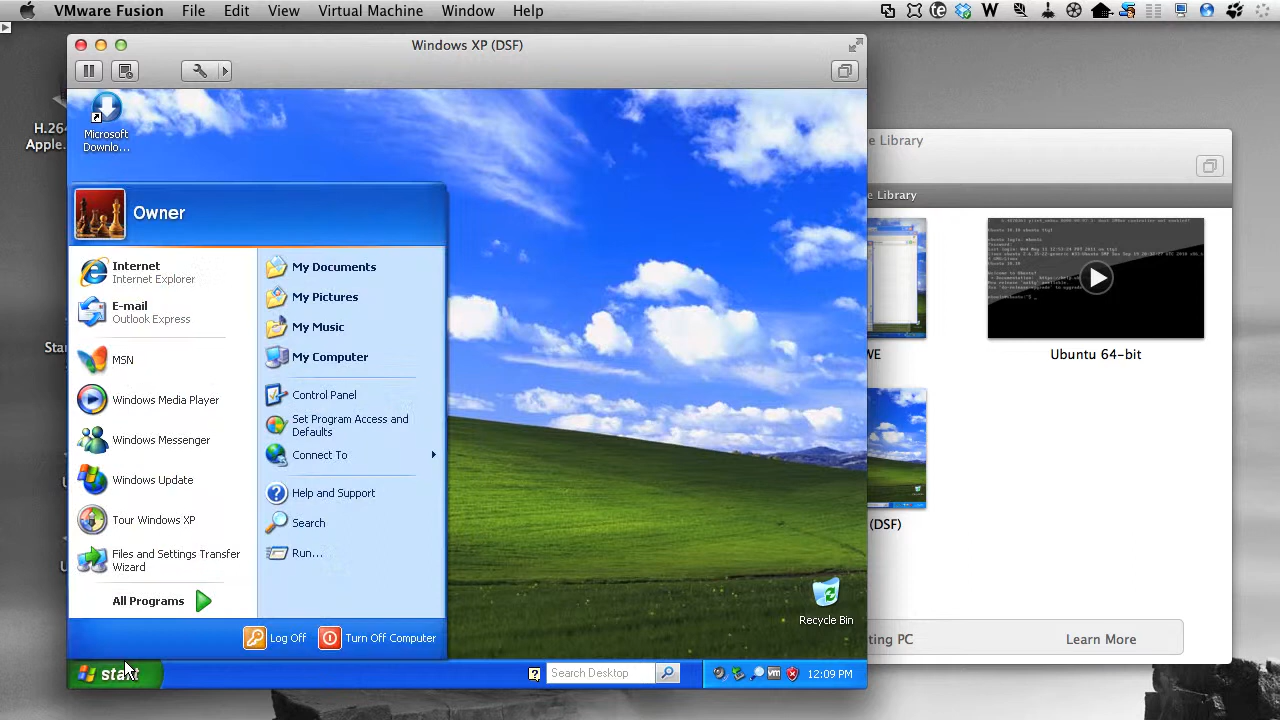 VMware Fusion File Edit View Virtual Machine Window Help
Windows XP (DSF)
Microsoft
Downlo...
H.264
Apple.
Star
Owner
Internet
Internet Explorer
E-mail
Outlook Express
MSN
Windows Media Player
Windows Messenger
Windows Update
Tour Windows XP
Files and Settings Transfer
Wizard
All Programs
My Documents
My Pictures
My Music
My Computer
Control Panel
Set Program Access and
Defaults
Connect To
Help and Support
Search
Run...
Log Off
Turn Off Computer
start
Recycle Bin
Search Desktop
12:09 PM
e Library
e Library
WE
Ubuntu 64-bit
(DSF)
ting PC
Learn More